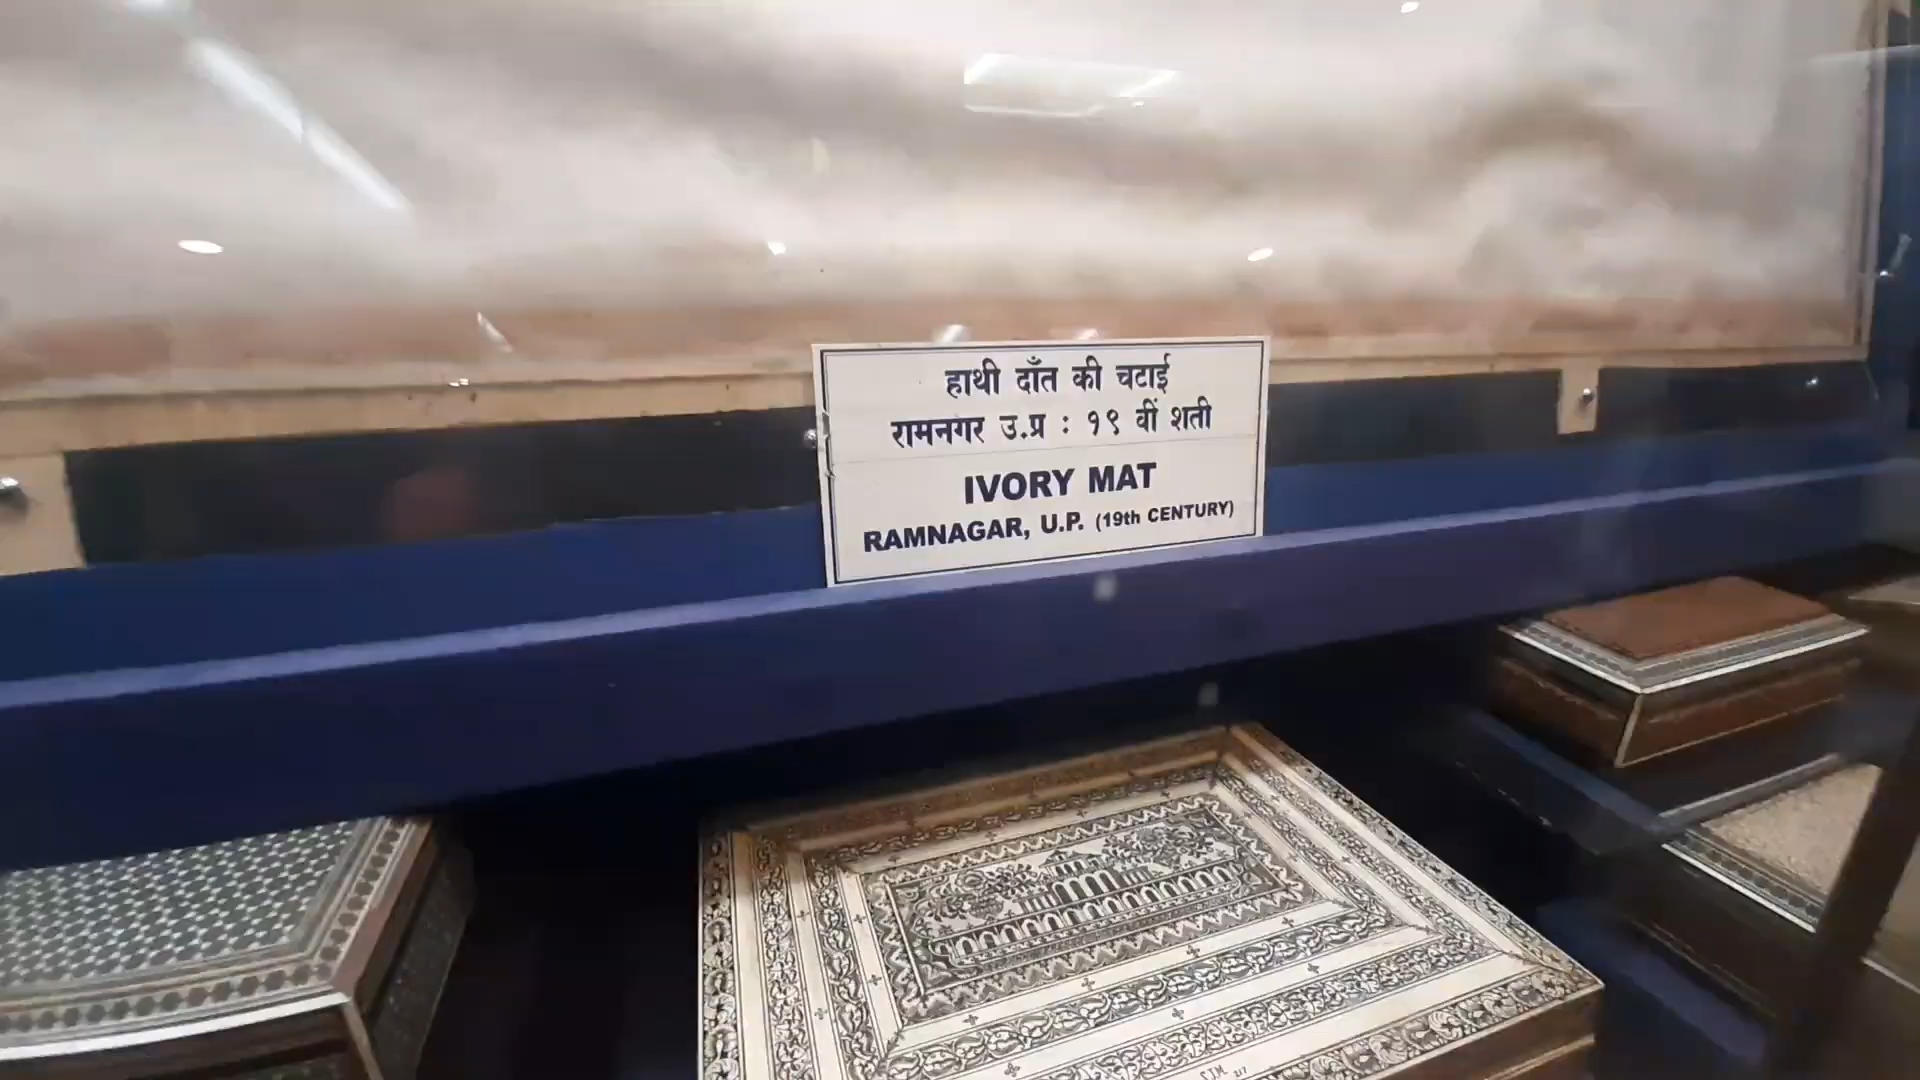 हाथी दाँत की चटाई
रामनगर उ.प्र : १९ वीं शती
IVORY MAT
RAMNAGAR, U.P. (19th CENTURY)